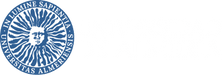 IN LUMINE SAPIENTIA
UNIVERSITAS ALMERIENSIS